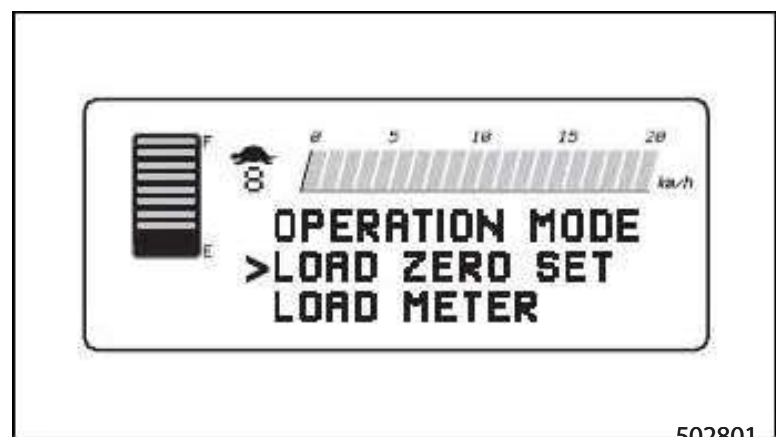 F
0 5 10 15 20
8
km/h
E
OPERATION MODE
>LOAD ZERO SET
LOAD METER
502801